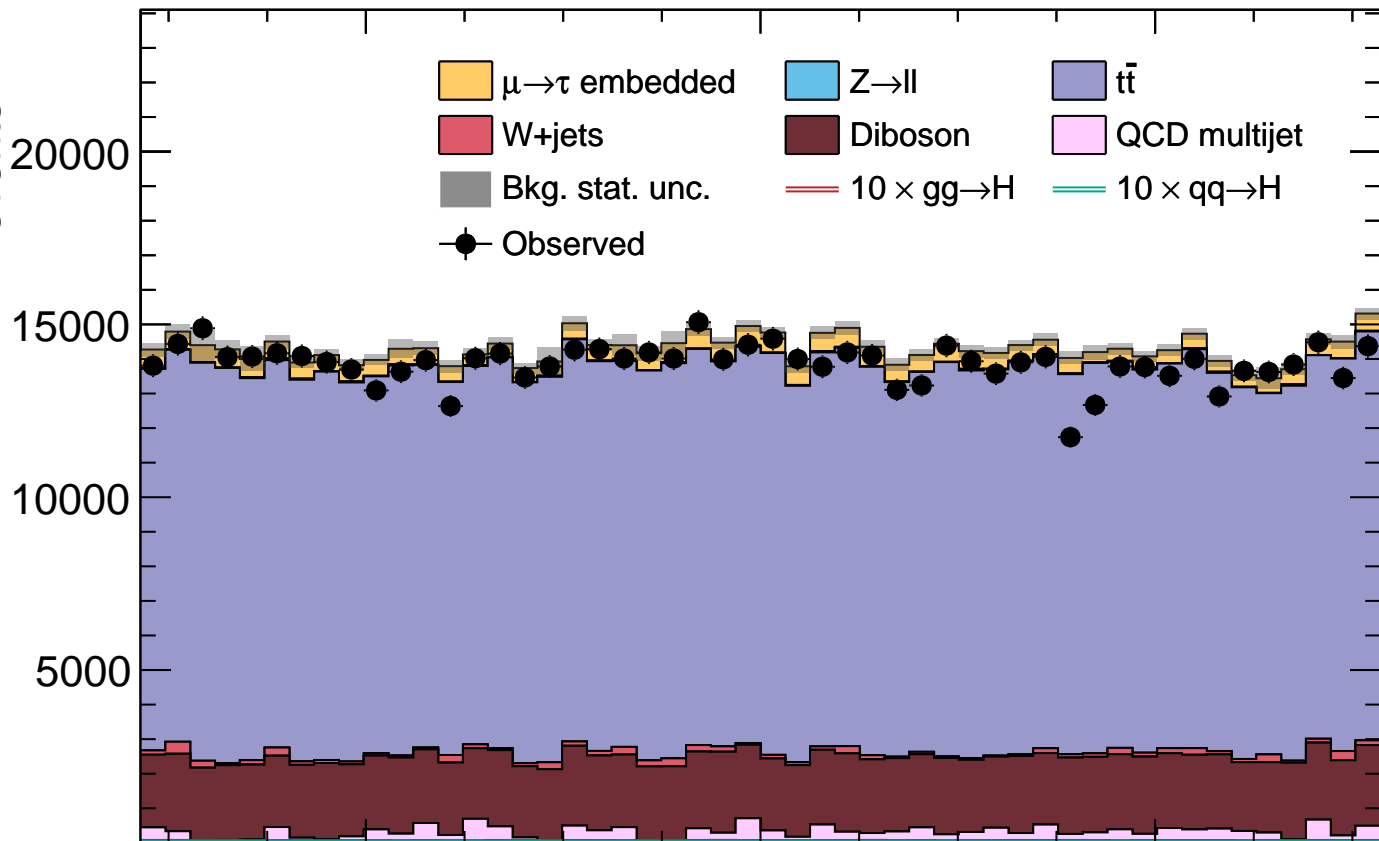 μ→τ embedded Z→ll tt̄
W+jets Diboson QCD multijet
Bkg. stat. unc. 10 × gg→H 10 × qq→H
Observed
20000
15000
10000
5000